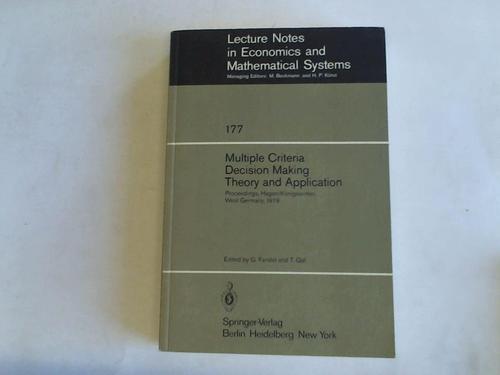 Lecture Notes
in Economics and
Mathematical Systems
Managing Editors: M. Beckmann and H. P. Künzi
177
Multiple Criteria
Decision Making
Theory and Application
Proceedings, Hagen/Königswinter,
West Germany, 1979
Edited by G. Fandel and T. Gal
Springer-Verlag
Berlin Heidelberg New York